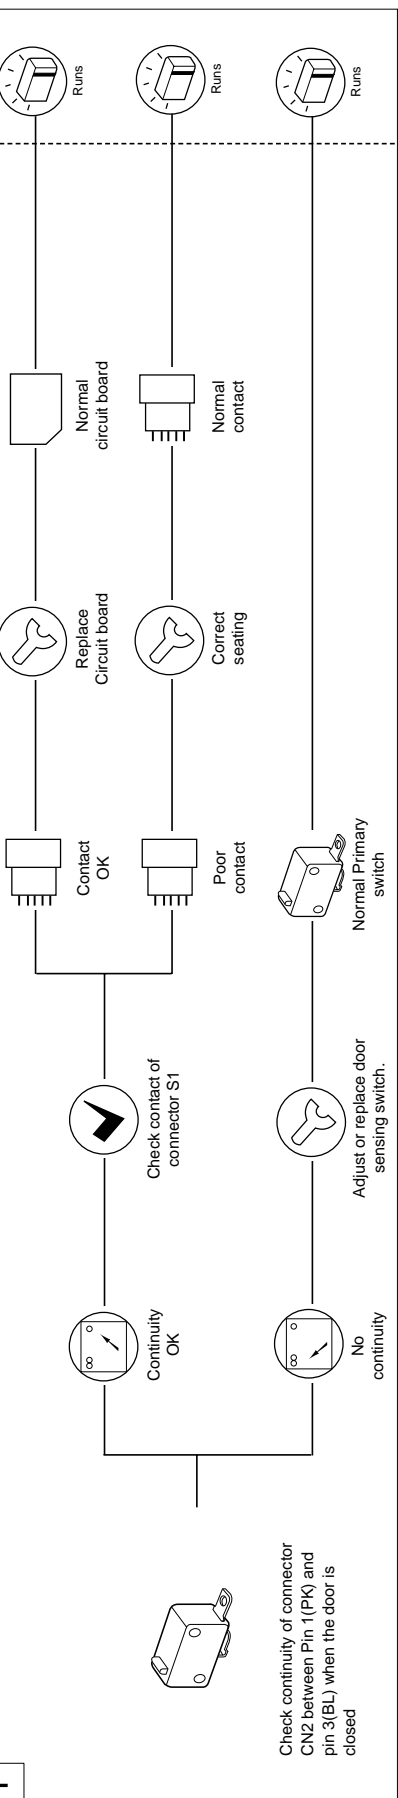 Check continuity of connector
CN2 between Pin 1(PK) and
pin 3(BL) when the door is
closed
Continuity
OK
Check contact of
connector S1
Contact
OK
Replace
Circuit board
Normal
circuit board
Runs
Poor
contact
Correct
seating
Normal
contact
Runs
No
continuity
Adjust or replace door
sensing switch.
Normal Primary
switch
Runs